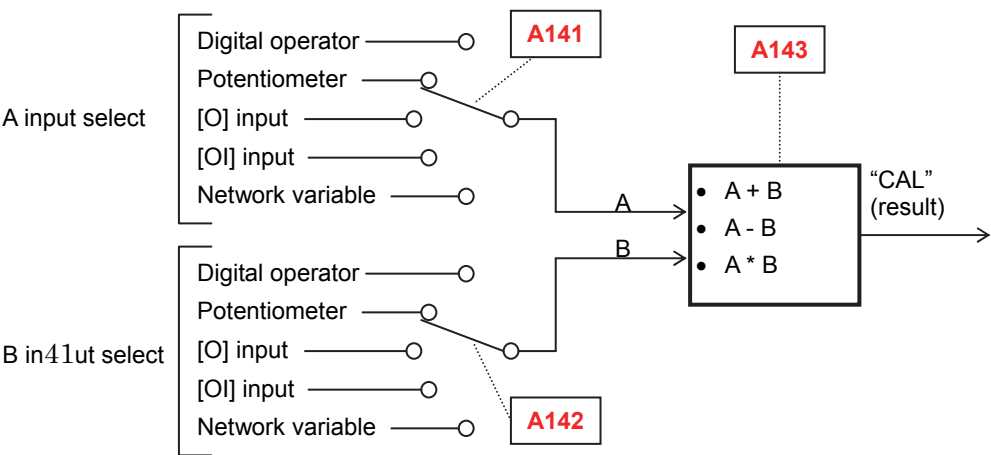 A input select
Digital operator
Potentiometer
[O] input
[OI] input
Network variable
A141
A143
A
B
• A + B
• A - B
• A * B
“CAL”
(result)
B in41ut select
Digital operator
Potentiometer
[O] input
[OI] input
Network variable
A142